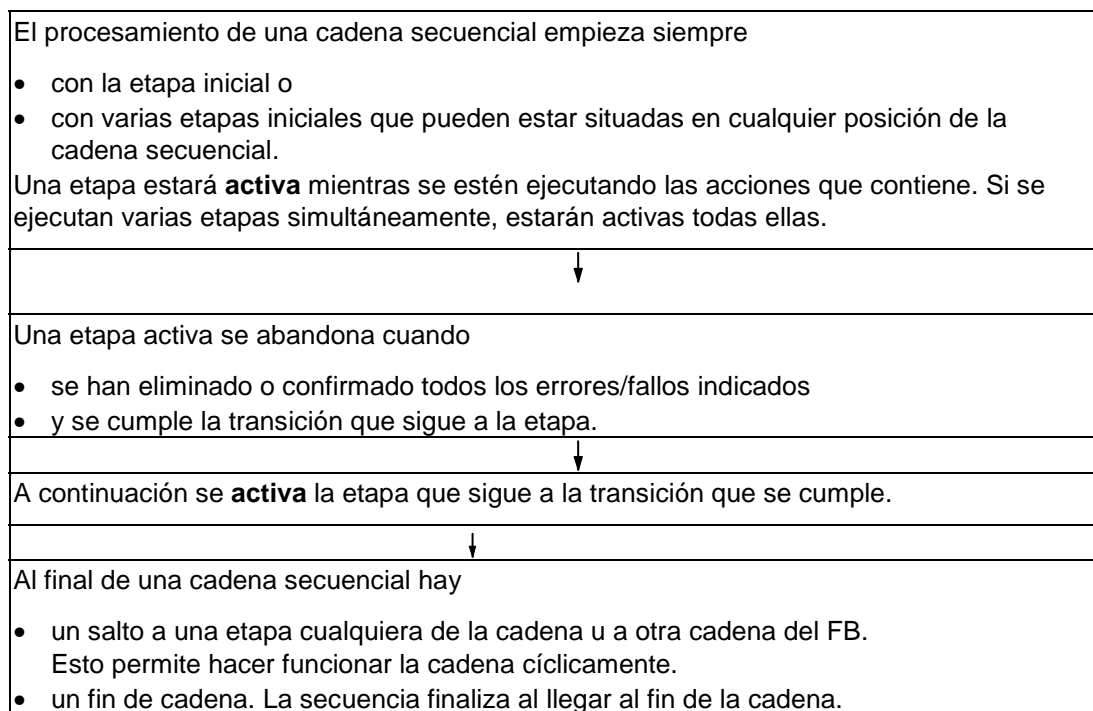 El procesamiento de una cadena secuencial empieza siempre
• con la etapa inicial o
• con varias etapas iniciales que pueden estar situadas en cualquier posición de la
cadena secuencial.
Una etapa estará activa mientras se estén ejecutando las acciones que contiene. Si se
ejecutan varias etapas simultáneamente, estarán activas todas ellas.
Una etapa activa se abandona cuando
• se han eliminado o confirmado todos los errores/fallos indicados
• y se cumple la transición que sigue a la etapa.
A continuación se activa la etapa que sigue a la transición que se cumple.
Al final de una cadena secuencial hay
• un salto a una etapa cualquiera de la cadena u a otra cadena del FB.
Esto permite hacer funcionar la cadena cíclicamente.
• un fin de cadena. La secuencia finaliza al llegar al fin de la cadena.